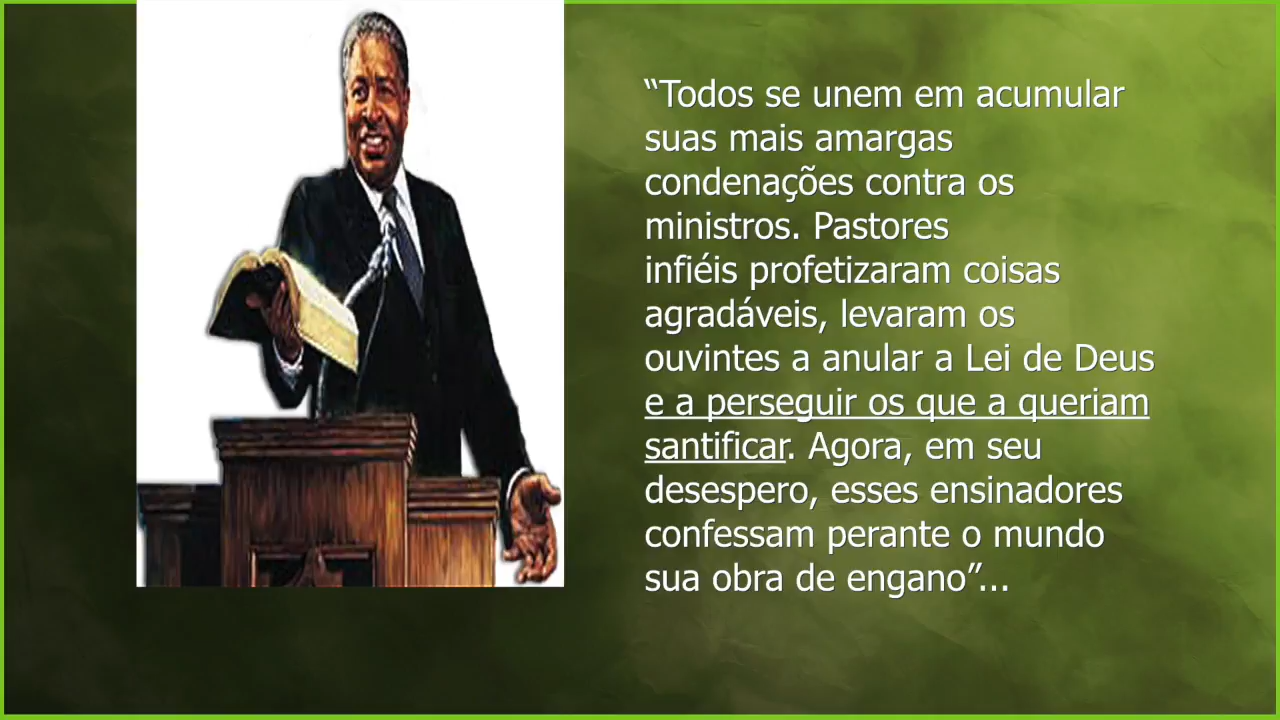 “Todos se unem em acumular
suas mais amargas
condenações contra os
ministros. Pastores
infiéis profetizaram coisas
agradáveis, levaram os
ouvintes a anular a Lei de Deus
e a perseguir os que a queriam
santificar. Agora, em seu
desespero, esses ensinadores
confessam perante o mundo
sua obra de engano”...